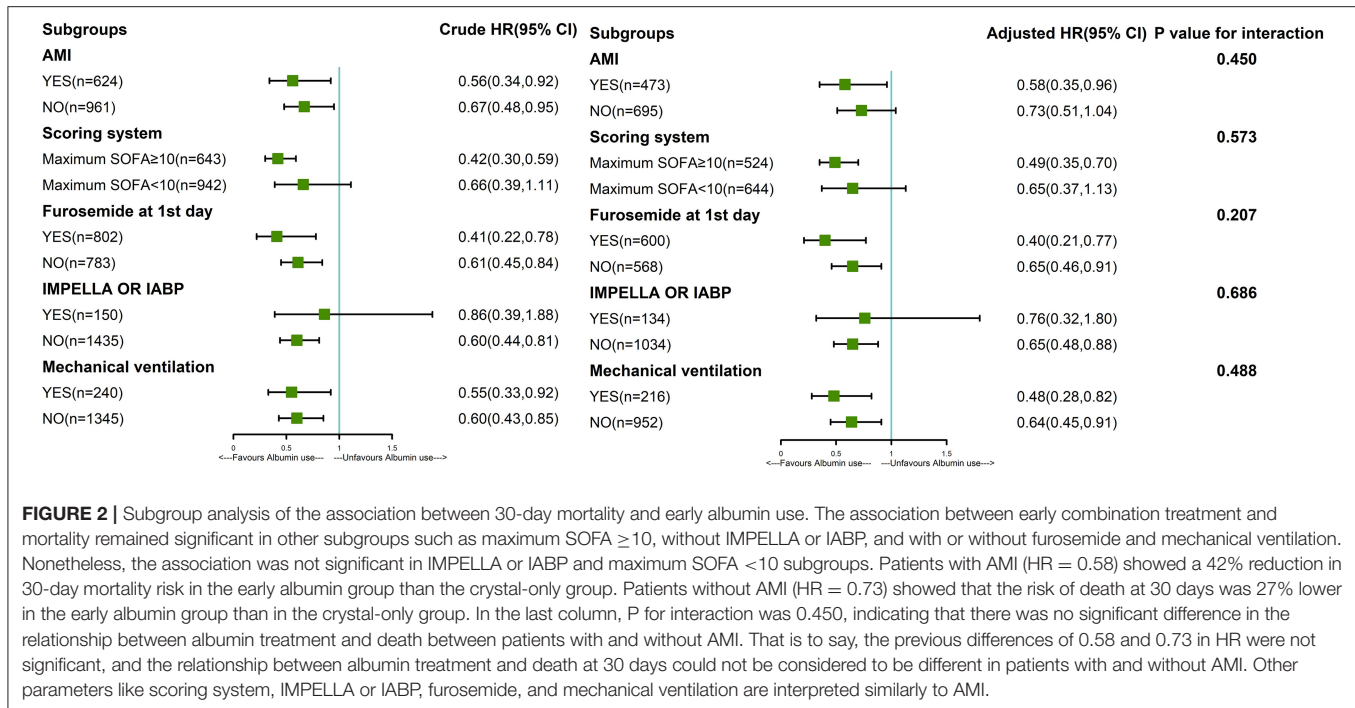 Subgroups Crude HR(95% CI) Subgroups Adjusted HR(95% CI) P value for interaction
AMI AMI 0.450
YES(n=624) 0.56(0.34,0.92) YES(n=473) 0.58(0.35,0.96)
NO(n=961) 0.67(0.48,0.95) NO(n=695) 0.73(0.51,1.04)
Scoring system Scoring system 0.573
Maximum SOFA≥10(n=643) 0.42(0.30,0.59) Maximum SOFA≥10(n=524) 0.49(0.35,0.70)
Maximum SOFA<10(n=942) 0.66(0.39,1.11) Maximum SOFA<10(n=644) 0.65(0.37,1.13)
Furosemide at 1st day Furosemide at 1st day 0.207
YES(n=802) 0.41(0.22,0.78) YES(n=600) 0.40(0.21,0.77)
NO(n=783) 0.61(0.45,0.84) NO(n=568) 0.65(0.46,0.91)
IMPELLA OR IABP IMPELLA OR IABP 0.686
YES(n=150) 0.86(0.39,1.88) YES(n=134) 0.76(0.32,1.80)
NO(n=1435) 0.60(0.44,0.81) NO(n=1034) 0.65(0.48,0.88)
Mechanical ventilation Mechanical ventilation 0.488
YES(n=240) 0.55(0.33,0.92) YES(n=216) 0.48(0.28,0.82)
NO(n=1345) 0.60(0.43,0.85) NO(n=952) 0.64(0.45,0.91)
0 0.5 1 1.5 0 0.5 1 1.5
<---Favours Albumin use--- ---Unfavours Albumin use---> <---Favours Albumin use--- ---Unfavours Albumin use--->
FIGURE 2 | Subgroup analysis of the association between 30-day mortality and early albumin use. The association between early combination treatment and
mortality remained significant in other subgroups such as maximum SOFA ≥10, without IMPELLA or IABP, and with or without furosemide and mechanical ventilation.
Nonetheless, the association was not significant in IMPELLA or IABP and maximum SOFA <10 subgroups. Patients with AMI (HR = 0.58) showed a 42% reduction in
30-day mortality risk in the early albumin group than the crystal-only group. Patients without AMI (HR = 0.73) showed that the risk of death at 30 days was 27% lower
in the early albumin group than in the crystal-only group. In the last column, P for interaction was 0.450, indicating that there was no significant difference in the
relationship between albumin treatment and death between patients with and without AMI. That is to say, the previous differences of 0.58 and 0.73 in HR were not
significant, and the relationship between albumin treatment and death at 30 days could not be considered to be different in patients with and without AMI. Other
parameters like scoring system, IMPELLA or IABP, furosemide, and mechanical ventilation are interpreted similarly to AMI.